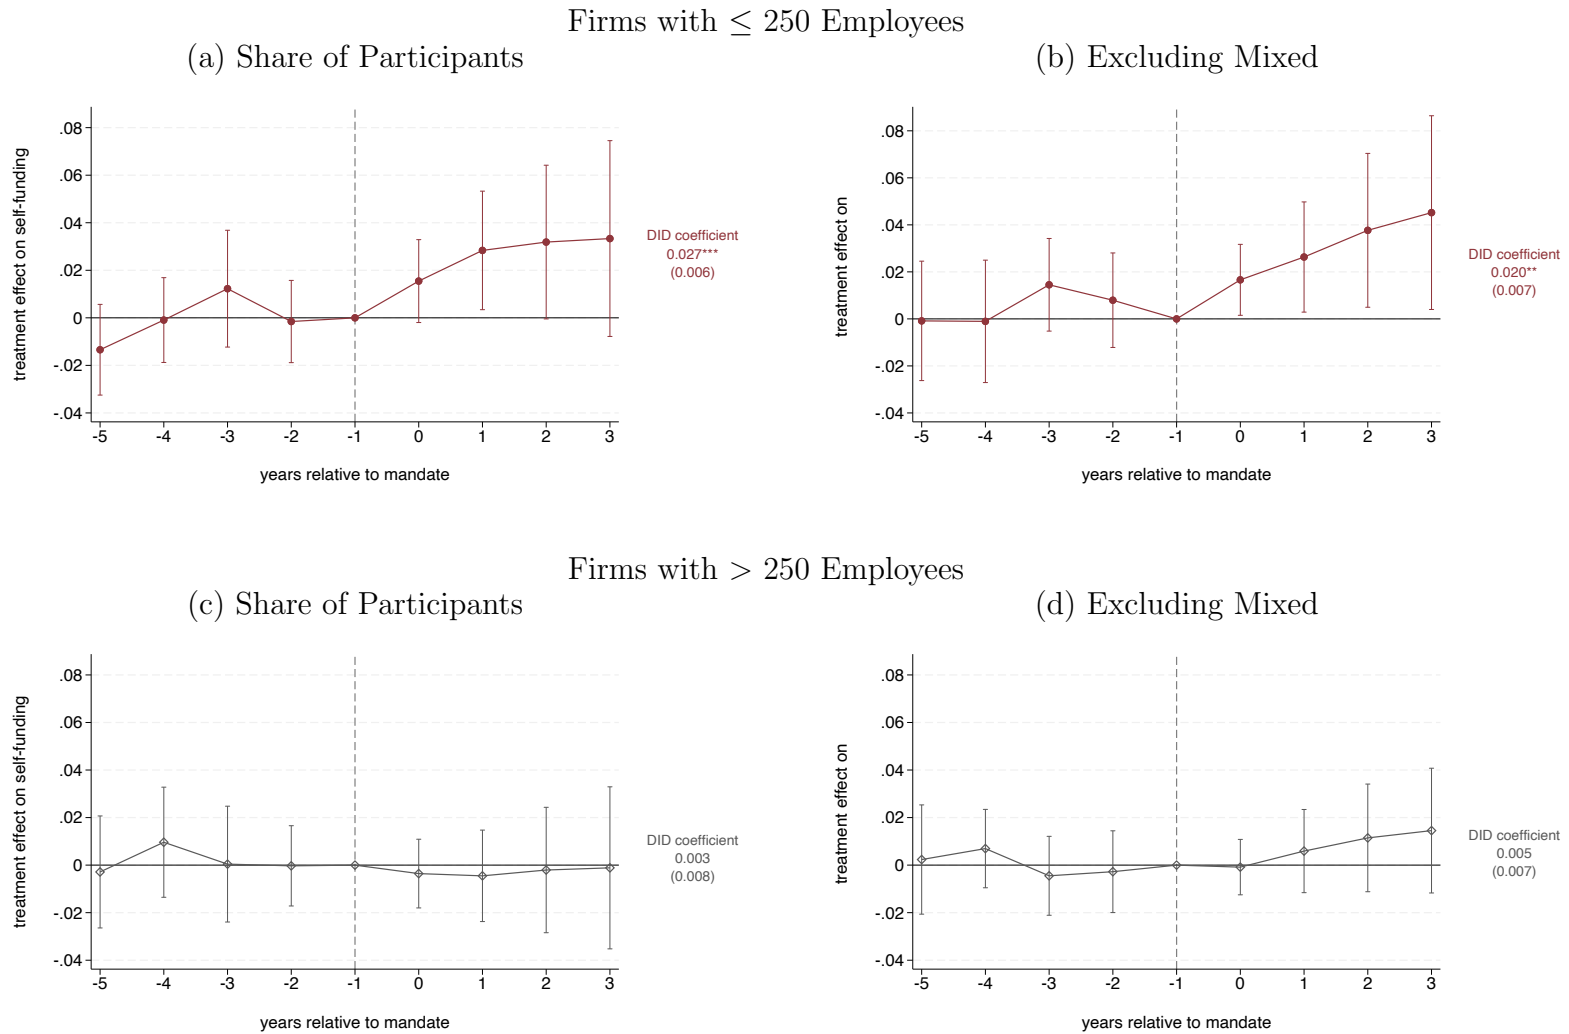 Firms with ≤ 250 Employees
(a) Share of Participants
treatment effect on self-funding
.08
.06
.04
.02
0
-.02
-.04
-5 -4 -3 -2 -1 0 1 2 3
years relative to mandate
DID coefficient
0.027***
(0.006)
(b) Excluding Mixed
treatment effect on
.08
.06
.04
.02
0
-.02
-.04
-5 -4 -3 -2 -1 0 1 2 3
years relative to mandate
DID coefficient
0.020**
(0.007)
Firms with > 250 Employees
(c) Share of Participants
treatment effect on self-funding
.08
.06
.04
.02
0
-.02
-.04
-5 -4 -3 -2 -1 0 1 2 3
years relative to mandate
DID coefficient
0.003
(0.008)
(d) Excluding Mixed
treatment effect on
.08
.06
.04
.02
0
-.02
-.04
-5 -4 -3 -2 -1 0 1 2 3
years relative to mandate
DID coefficient
0.005
(0.007)